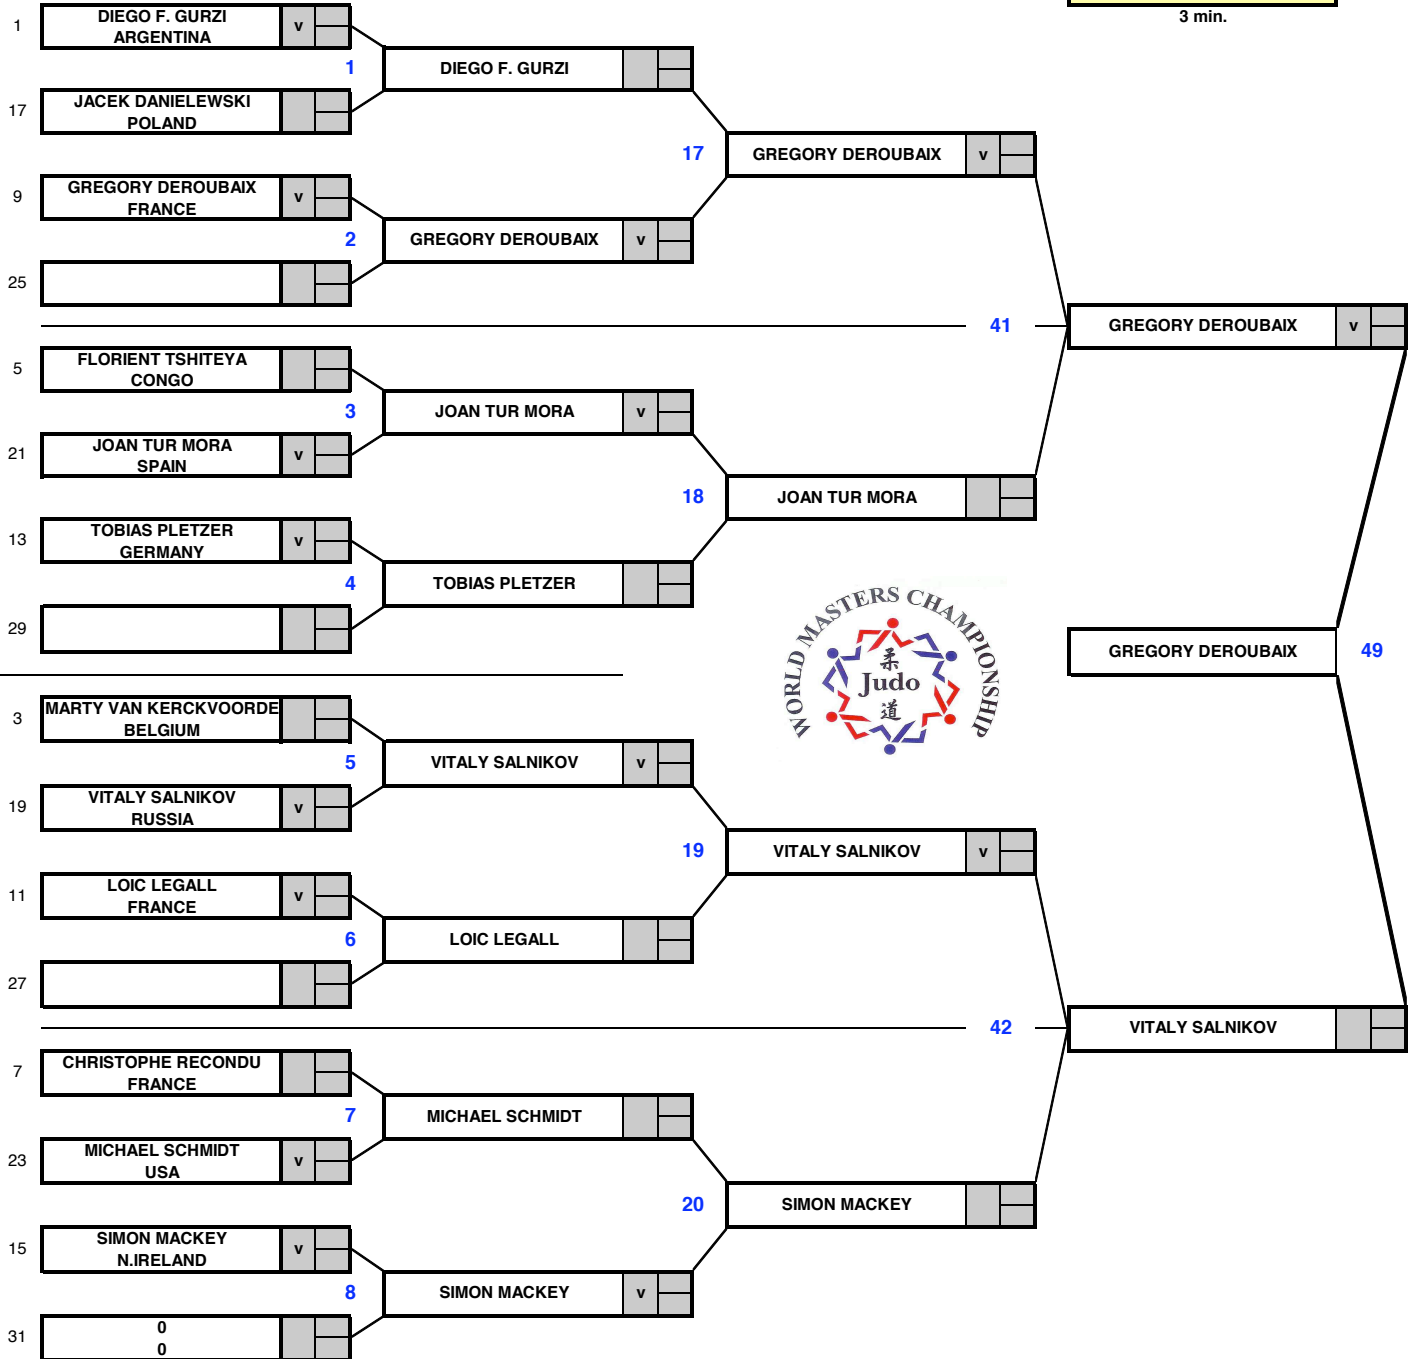 3 min.
1
DIEGO F. GURZI
ARGENTINA
v
1
DIEGO F. GURZI
17
JACEK DANIELEWSKI
POLAND
17
GREGORY DEROUBAIX
v
9
GREGORY DEROUBAIX
FRANCE
v
2
GREGORY DEROUBAIX
v
25
41
GREGORY DEROUBAIX
v
5
FLORIENT TSHITEYA
CONGO
3
JOAN TUR MORA
v
21
JOAN TUR MORA
SPAIN
v
18
JOAN TUR MORA
13
TOBIAS PLETZER
GERMANY
v
4
TOBIAS PLETZER
29
WORLD MASTERS CHAMPIONSHIP
柔
Judo
道
GREGORY DEROUBAIX
49
3
MARTY VAN KERCKVOORDE
BELGIUM
5
VITALY SALNIKOV
v
19
VITALY SALNIKOV
RUSSIA
v
19
VITALY SALNIKOV
v
11
LOIC LEGALL
FRANCE
v
6
LOIC LEGALL
27
42
VITALY SALNIKOV
7
CHRISTOPHE RECONDU
FRANCE
7
MICHAEL SCHMIDT
23
MICHAEL SCHMIDT
USA
v
20
SIMON MACKEY
15
SIMON MACKEY
N.IRELAND
v
8
SIMON MACKEY
v
31
0
0